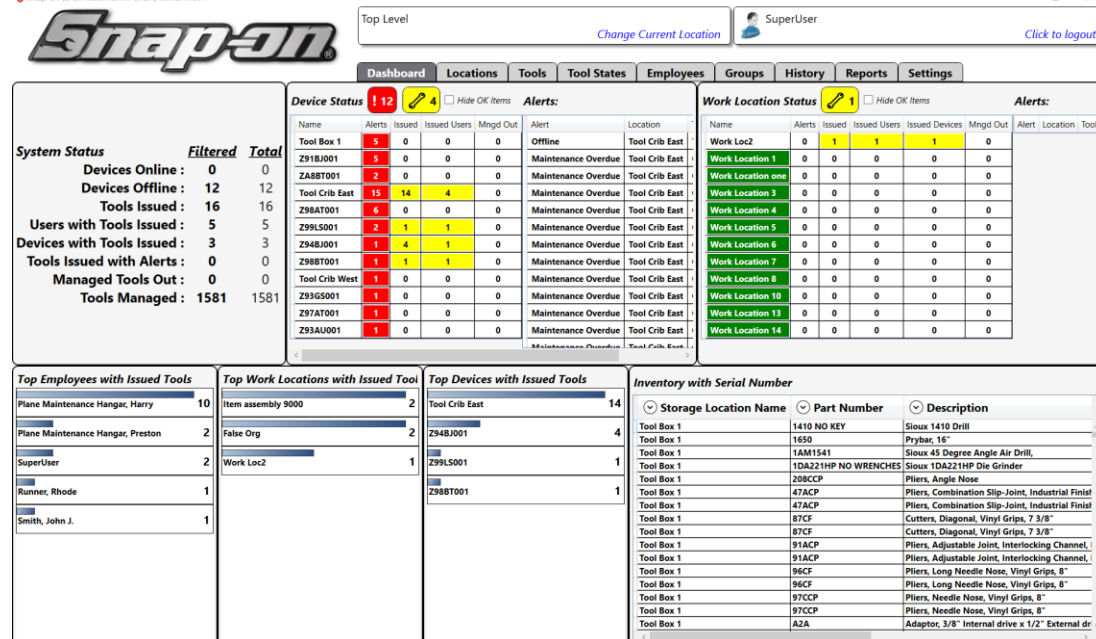 Snap-on
Top Level
Change Current Location
SuperUser
Click to logout
Dashboard Locations Tools Tool States Employees Groups History Reports Settings
System Status Filtered Total
Devices Online : 0 0
Devices Offline : 12 12
Tools Issued : 16 16
Users with Tools Issued : 5 5
Devices with Tools Issued : 3 3
Tools Issued with Alerts : 0 0
Managed Tools Out : 0 0
Tools Managed : 1581 1581
Device Status ! 12 4 Hide OK Items Alerts:
Name Alerts Issued Issued Users Mngd Out Alert Location
Tool Box 1 5 0 0 0 Offline Tool Crib East
Z91BJ001 5 0 0 0 Maintenance Overdue Tool Crib East
ZA8BT001 2 0 0 0 Maintenance Overdue Tool Crib East
Tool Crib East 15 14 4 0 Maintenance Overdue Tool Crib East
Z98AT001 6 0 0 0 Maintenance Overdue Tool Crib East
Z99LS001 2 1 1 0 Maintenance Overdue Tool Crib East
Z94BJ001 1 4 1 0 Maintenance Overdue Tool Crib East
Z98BT001 1 1 1 0 Maintenance Overdue Tool Crib East
Tool Crib West 1 0 0 0 Maintenance Overdue Tool Crib East
Z93GS001 1 0 0 0 Maintenance Overdue Tool Crib East
Z97AT001 1 0 0 0 Maintenance Overdue Tool Crib East
Z93AU001 1 0 0 0 Maintenance Overdue Tool Crib East
Maintenance Overdue Tool Crib East
Work Location Status 1 Hide OK Items Alerts:
Name Alerts Issued Issued Users Issued Devices Mngd Out Alert Location Tool
Work Loc2 0 1 1 1 0
Work Location 1 0 0 0 0 0
Work Location one 0 0 0 0 0
Work Location 3 0 0 0 0 0
Work Location 4 0 0 0 0 0
Work Location 5 0 0 0 0 0
Work Location 6 0 0 0 0 0
Work Location 7 0 0 0 0 0
Work Location 8 0 0 0 0 0
Work Location 10 0 0 0 0 0
Work Location 13 0 0 0 0 0
Work Location 14 0 0 0 0 0
Top Employees with Issued Tools
Plane Maintenance Hangar, Harry 10
Plane Maintenance Hangar, Preston 2
SuperUser 2
Runner, Rhode 1
Smith, John J. 1
Top Work Locations with Issued Tool
Item assembly 9000 2
False Org 2
Work Loc2 1
Top Devices with Issued Tools
Tool Crib East 14
Z94BJ001 4
Z99LS001 1
Z98BT001 1
Inventory with Serial Number
Storage Location Name Part Number Description
Tool Box 1 1410 NO KEY Sioux 1410 Drill
Tool Box 1 1650 Prybar, 16"
Tool Box 1 1AM1541 Sioux 45 Degree Angle Air Drill,
Tool Box 1 1DA221HP NO WRENCHES Sioux 1DA221HP Die Grinder
Tool Box 1 208CCP Pliers, Angle Nose
Tool Box 1 47ACP Pliers, Combination Slip-Joint, Industrial Finish
Tool Box 1 47ACP Pliers, Combination Slip-Joint, Industrial Finish
Tool Box 1 87CF Cutters, Diagonal, Vinyl Grips, 7 3/8"
Tool Box 1 87CF Cutters, Diagonal, Vinyl Grips, 7 3/8"
Tool Box 1 91ACP Pliers, Adjustable Joint, Interlocking Channel,
Tool Box 1 91ACP Pliers, Adjustable Joint, Interlocking Channel,
Tool Box 1 96CF Pliers, Long Needle Nose, Vinyl Grips, 8"
Tool Box 1 96CF Pliers, Long Needle Nose, Vinyl Grips, 8"
Tool Box 1 97CCP Pliers, Needle Nose, Vinyl Grips, 8"
Tool Box 1 97CCP Pliers, Needle Nose, Vinyl Grips, 8"
Tool Box 1 A2A Adaptor, 3/8" Internal drive x 1/2" External dr